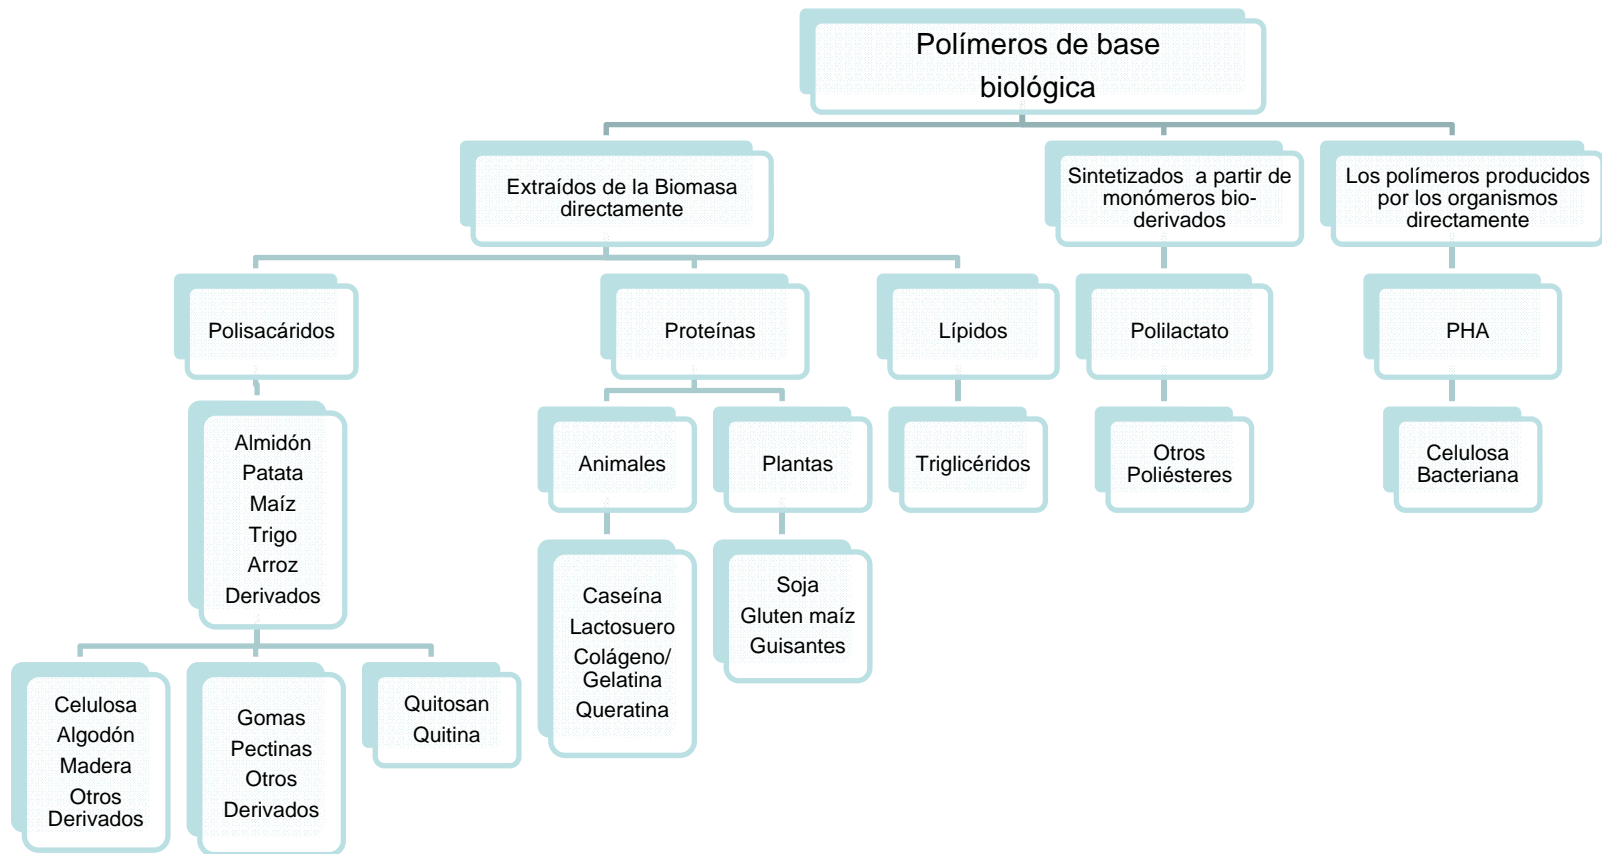 Polímeros de base
biológica
Extraídos de la Biomasa
directamente
Sintetizados a partir de
monómeros bio-
derivados
Los polímeros producidos
por los organismos
directamente
Polisacáridos
Proteínas
Lípidos
Polilactato
PHA
Almidón
Patata
Maíz
Trigo
Arroz
Derivados
Animales
Plantas
Triglicéridos
Otros
Poliésteres
Celulosa
Bacteriana
Caseína
Lactosuero
Colágeno/
Gelatina
Queratina
Soja
Gluten maíz
Guisantes
Celulosa
Algodón
Madera
Otros
Derivados
Gomas
Pectinas
Otros
Derivados
Quitosan
Quitina